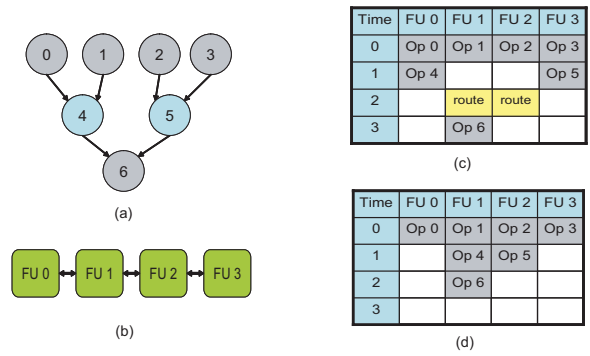 0 1 2 3
4 5
6
(a)
FU 0 FU 1 FU 2 FU 3
(b)
Time FU 0 FU 1 FU 2 FU 3
0 Op 0 Op 1 Op 2 Op 3
1 Op 4 Op 5
2 route route
3 Op 6
(c)
Time FU 0 FU 1 FU 2 FU 3
0 Op 0 Op 1 Op 2 Op 3
1 Op 4 Op 5
2 Op 6
3
(d)